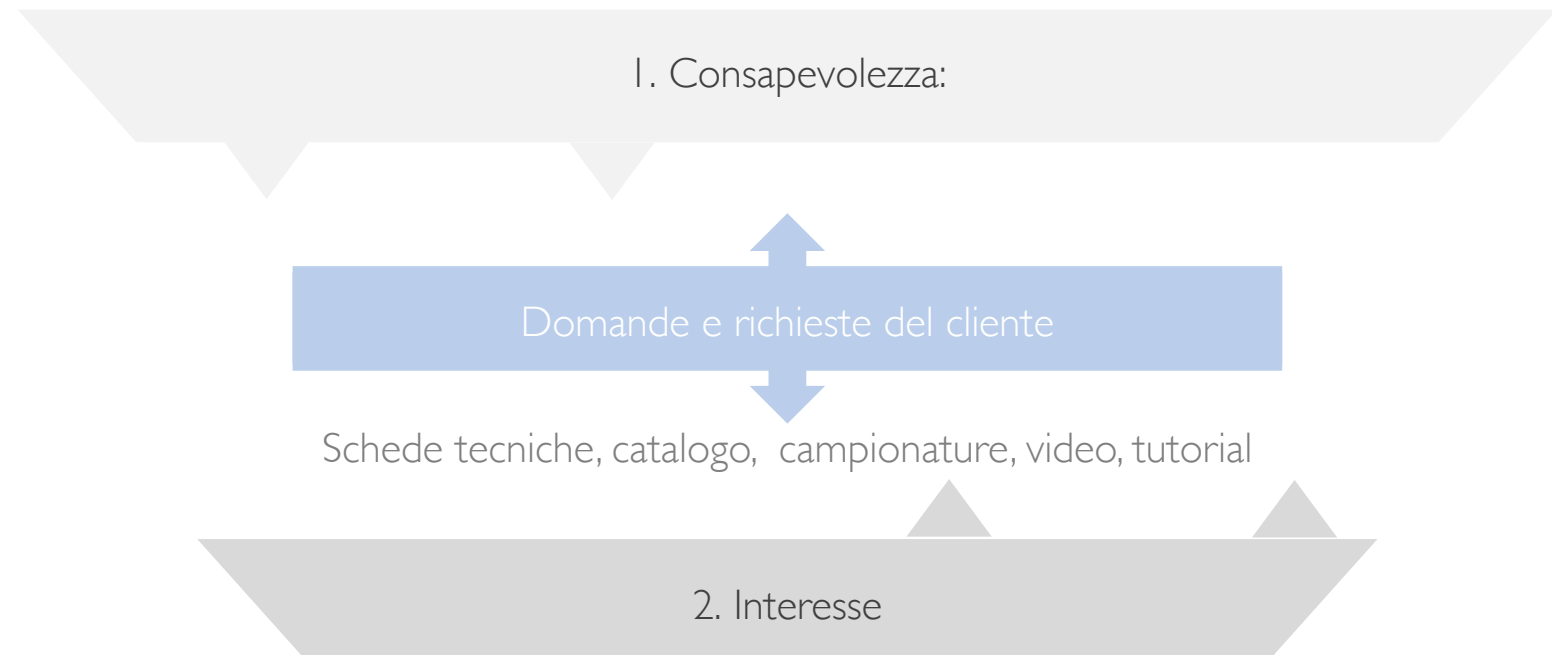 1. Consapevolezza:
Domande e richieste del cliente
Schede tecniche, catalogo,  campionature, video, tutorial
2. Interesse